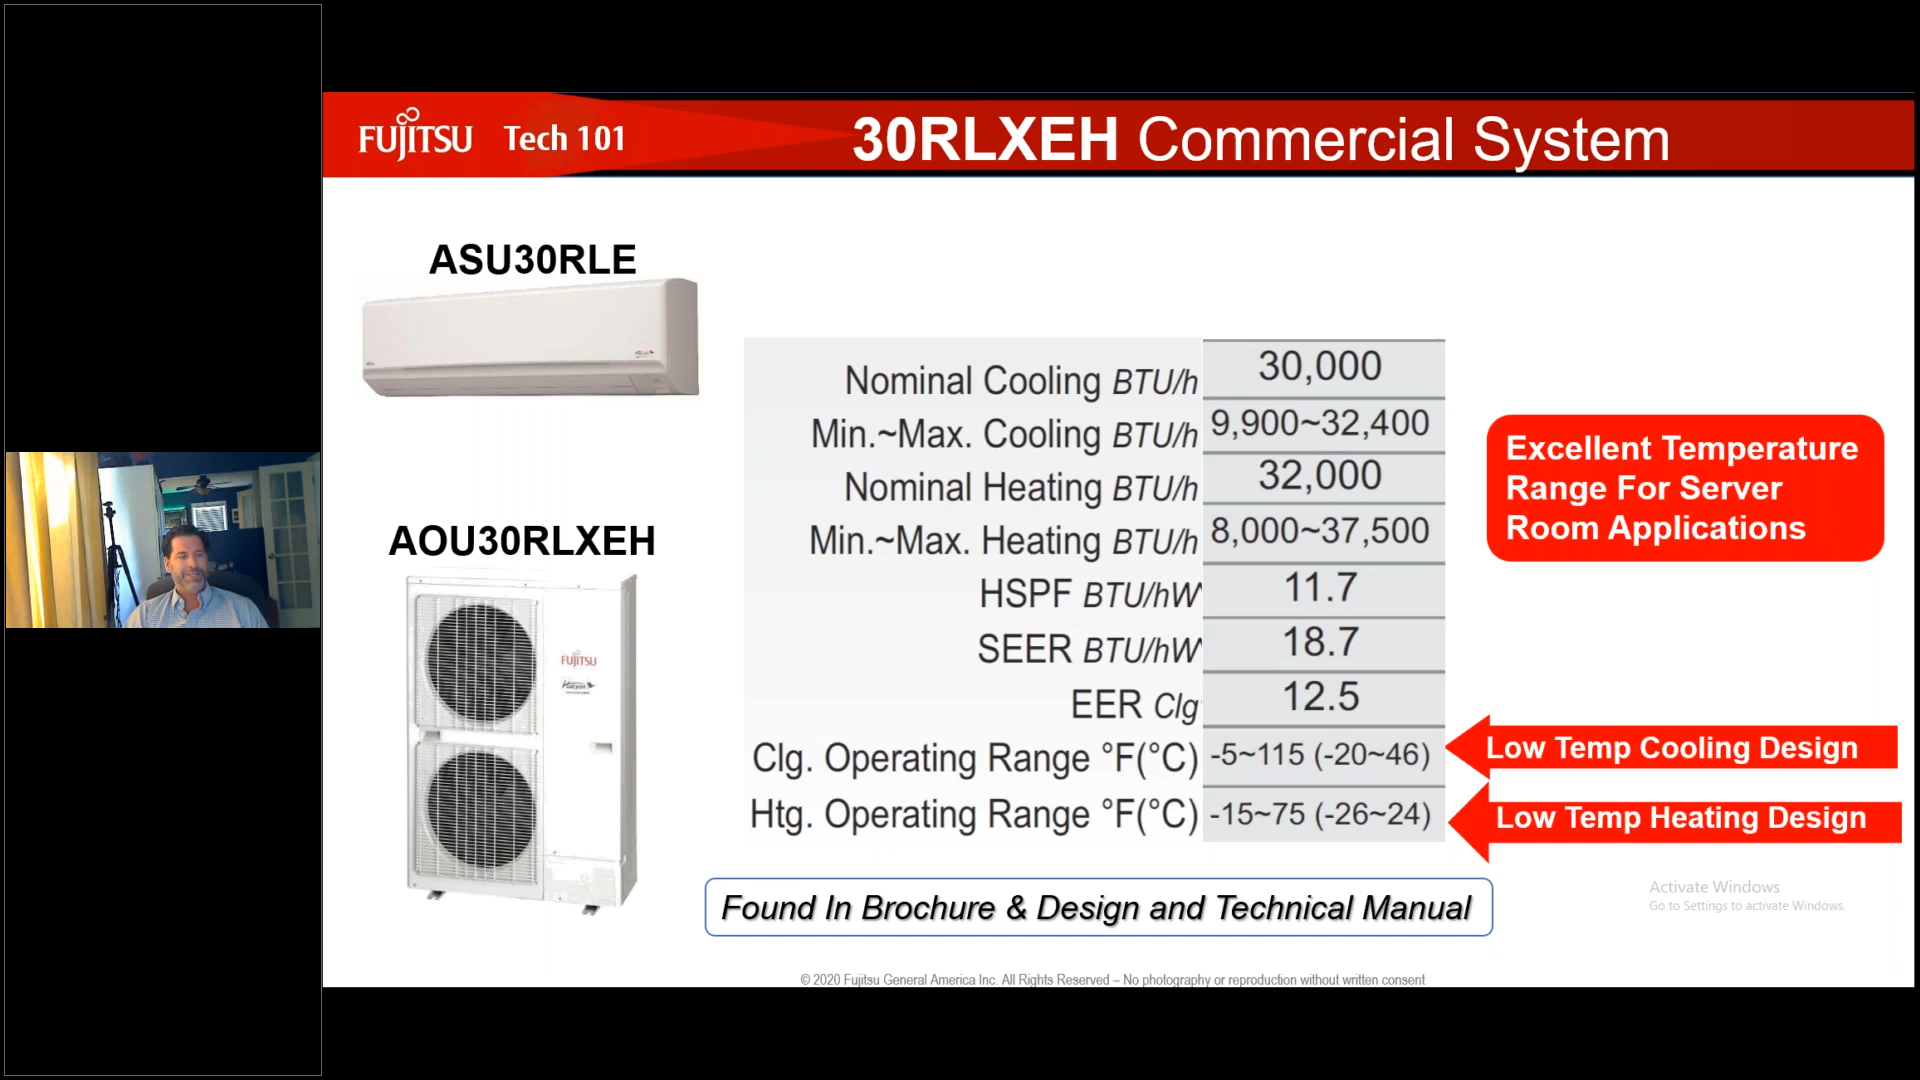 FUJITSU Tech 101
30RLXEH Commercial System
ASU30RLE
AOU30RLXEH
FUJITSU
Halcyon
Nominal Cooling BTU/h 30,000
Min.~Max. Cooling BTU/h 9,900~32,400
Nominal Heating BTU/h 32,000
Min.~Max. Heating BTU/h 8,000~37,500
HSPF BTU/hW 11.7
SEER BTU/hW 18.7
EER Clg 12.5
Clg. Operating Range °F(°C) -5~115 (-20~46)
Htg. Operating Range °F(°C) -15~75 (-26~24)
Excellent Temperature
Range For Server
Room Applications
Low Temp Cooling Design
Low Temp Heating Design
Found In Brochure & Design and Technical Manual
Activate Windows
Go to Settings to activate Windows.
© 2020 Fujitsu General America Inc. All Rights Reserved – No photography or reproduction without written consent